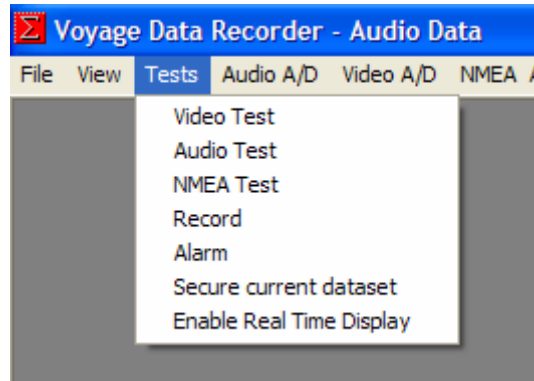 Σ Voyage Data Recorder - Audio Data
File View Tests Audio A/D Video A/D NMEA
Video Test
Audio Test
NMEA Test
Record
Alarm
Secure current dataset
Enable Real Time Display